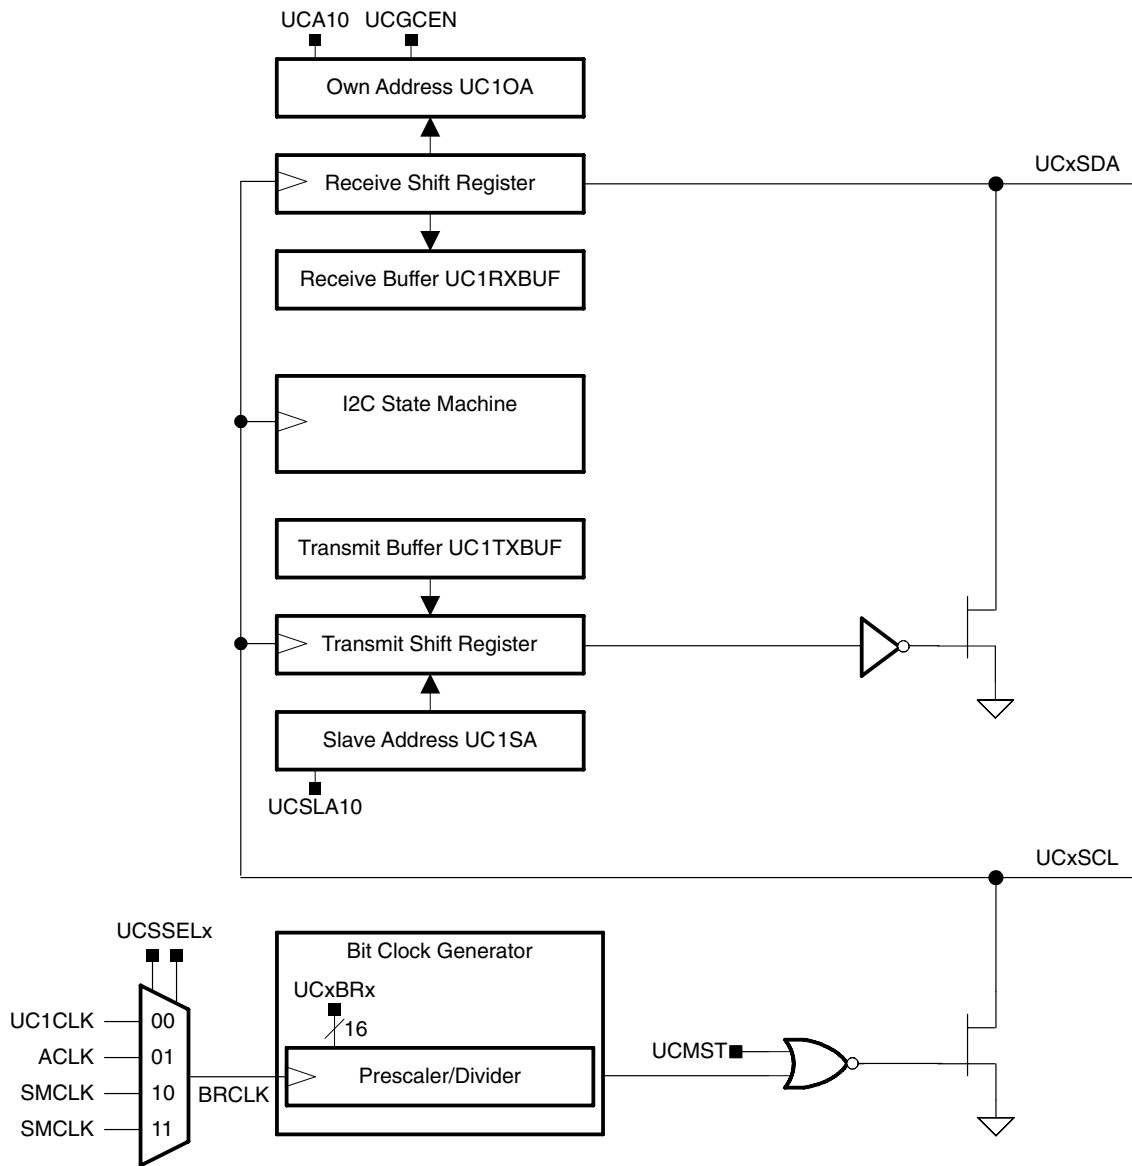 UCA10 UCGCEN
Own Address UC1OA
Receive Shift Register
UCxSDA
Receive Buffer UC1RXBUF
I2C State Machine
Transmit Buffer UC1TXBUF
Transmit Shift Register
Slave Address UC1SA
UCSLA10
UCxSCL
UCSSELx
Bit Clock Generator
UCxBRx
16
UC1CLK 00
ACLK 01
SMCLK 10
SMCLK 11
BRCLK
Prescaler/Divider
UCMST